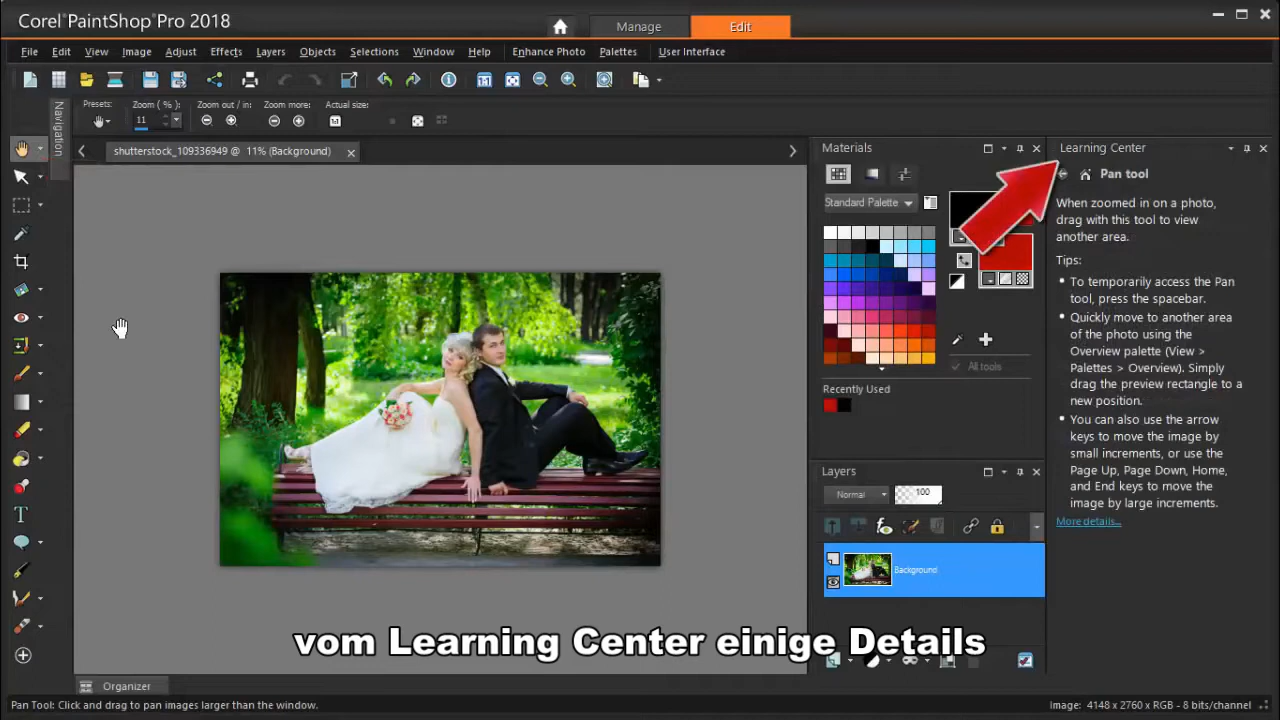 Corel® PaintShop® Pro 2018
Manage
Edit
File Edit View Image Adjust Effects Layers Objects Selections Window Help Enhance Photo Palettes User Interface
Presets: Zoom ( % ): Zoom out / in: Zoom more: Actual size:
11
Navigation
shutterstock_109336949 @ 11% (Background)
Materials
Standard Palette
All tools
Recently Used
Layers
Normal
100
Background
Learning Center
Pan tool
When zoomed in on a photo,
drag with this tool to view
another area.
Tips:
• To temporarily access the Pan
tool, press the spacebar.
• Quickly move to another area
of the photo using the
Overview palette (View >
Palettes > Overview). Simply
drag the preview rectangle to a
new position.
• You can also use the arrow
keys to move the image by
small increments, or use the
Page Up, Page Down, Home,
and End keys to move the
image by large increments.
More details...
vom Learning Center einige Details
Organizer
Pan Tool: Click and drag to pan images larger than the window.
Image: 4148 x 2760 x RGB - 8 bits/channel